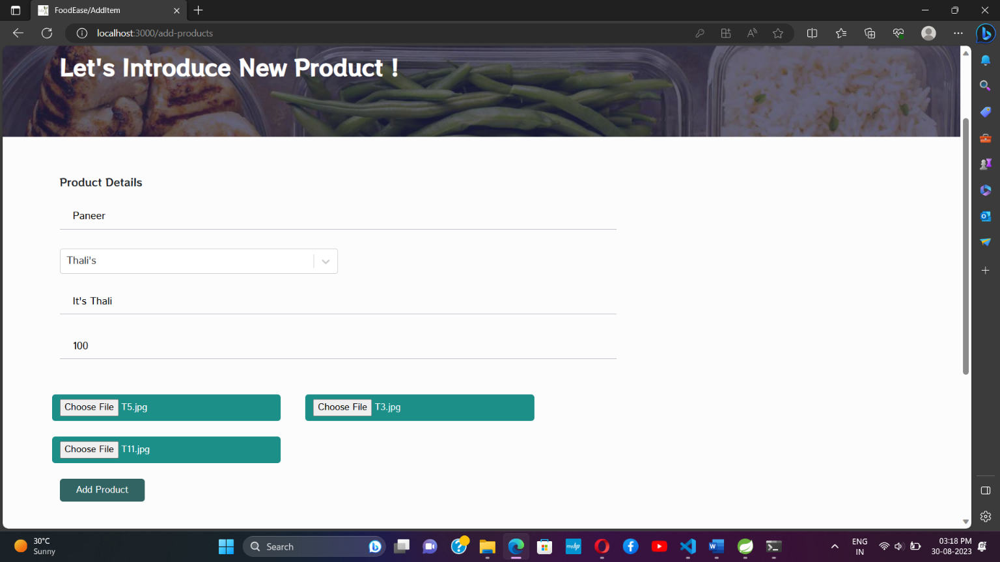 FoodEase/AddItem
localhost:3000/add-products
Let's Introduce New Product !
Product Details
Paneer
Thali's
It's Thali
100
Choose File T5.jpg
Choose File T3.jpg
Choose File T11.jpg
Add Product
30°C
Sunny
Search
myhp
ENG
IN
03:18 PM
30-08-2023